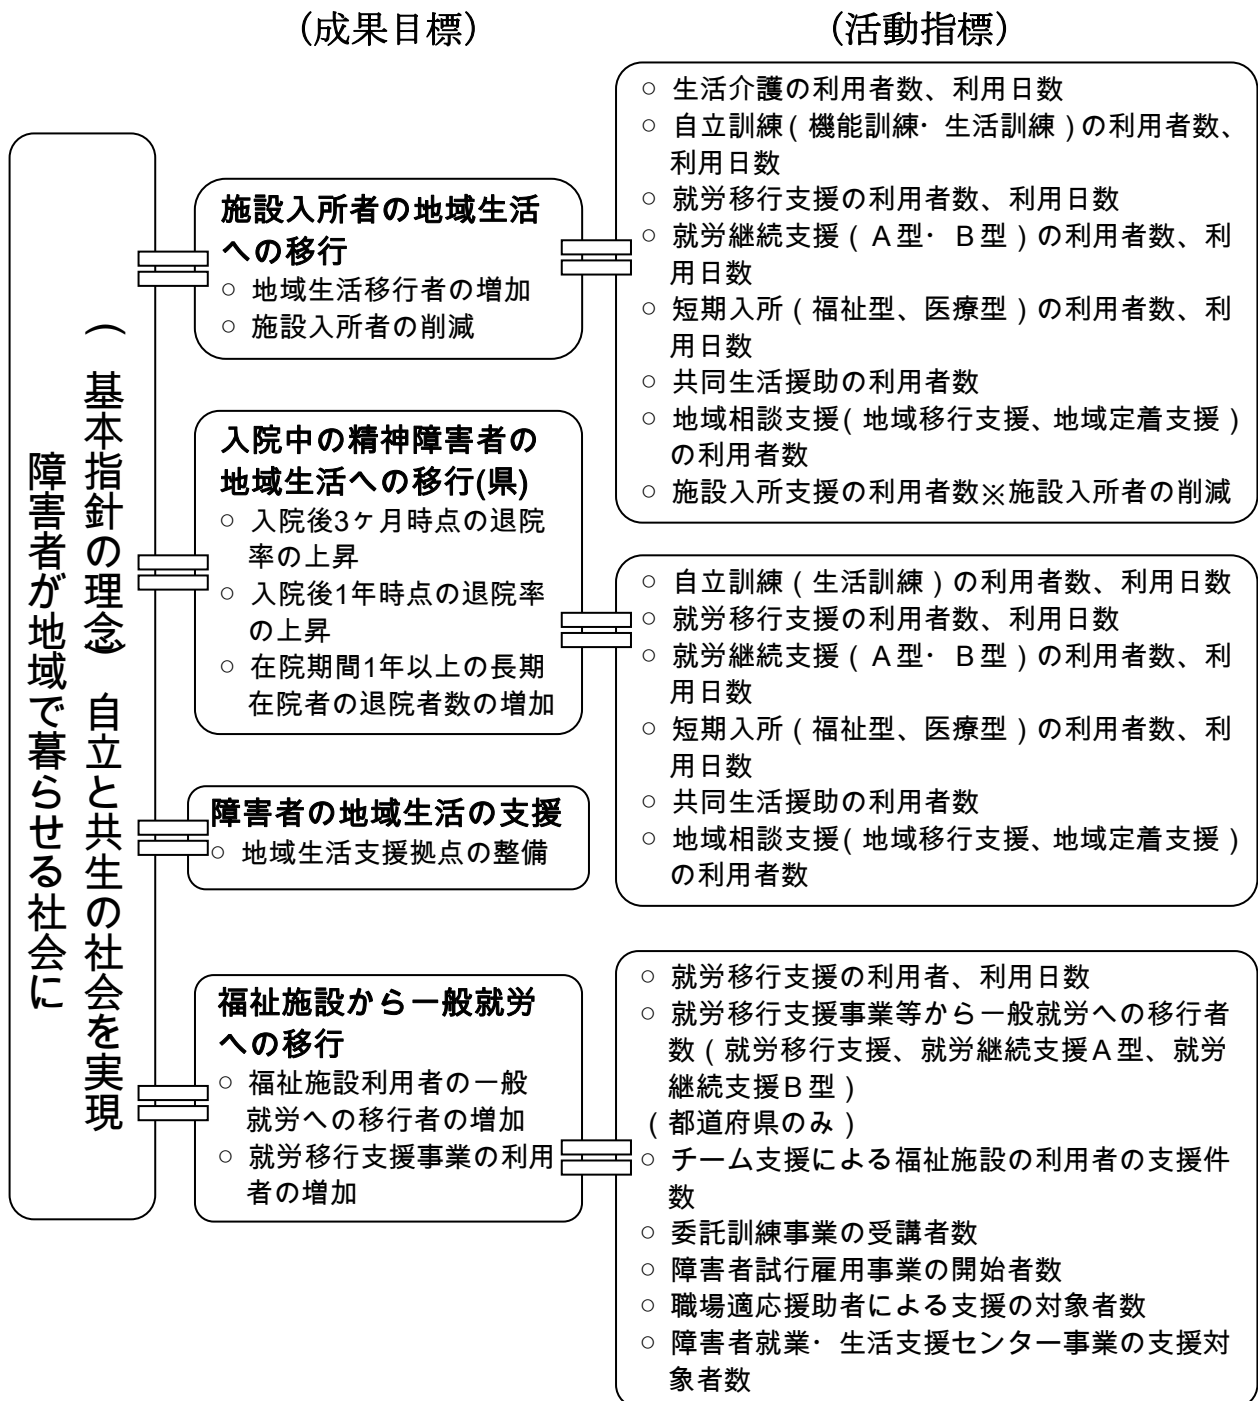 (成果目標)
(活動指標)
(基本指針の理念) 自立と共生の社会を実現
障害者が地域で暮らせる社会に
施設入所者の地域生活
への移行
○ 地域生活移行者の増加
○ 施設入所者の削減
入院中の精神障害者の
地域生活への移行(県)
○ 入院後3ヶ月時点の退院
率の上昇
○ 入院後1年時点の退院率
の上昇
○ 在院期間1年以上の長期
在院者の退院者数の増加
障害者の地域生活の支援
○ 地域生活支援拠点の整備
福祉施設から一般就労
への移行
○ 福祉施設利用者の一般
就労への移行者の増加
○ 就労移行支援事業の利用
者の増加
○ 生活介護の利用者数、利用日数
○ 自立訓練(機能訓練・生活訓練)の利用者数、
利用日数
○ 就労移行支援の利用者数、利用日数
○ 就労継続支援(A型・B型)の利用者数、利
用日数
○ 短期入所(福祉型、医療型)の利用者数、利
用日数
○ 共同生活援助の利用者数
○ 地域相談支援(地域移行支援、地域定着支援)
の利用者数
○ 施設入所支援の利用者数※施設入所者の削減
○ 自立訓練(生活訓練)の利用者数、利用日数
○ 就労移行支援の利用者数、利用日数
○ 就労継続支援(A型・B型)の利用者数、利
用日数
○ 短期入所(福祉型、医療型)の利用者数、利
用日数
○ 共同生活援助の利用者数
○ 地域相談支援(地域移行支援、地域定着支援)
の利用者数
○ 就労移行支援の利用者、利用日数
○ 就労移行支援事業等から一般就労への移行者
数(就労移行支援、就労継続支援A型、就労
継続支援B型)
(都道府県のみ)
○ チーム支援による福祉施設の利用者の支援件
数
○ 委託訓練事業の受講者数
○ 障害者試行雇用事業の開始者数
○ 職場適応援助者による支援の対象者数
○ 障害者就業・生活支援センター事業の支援対
象者数